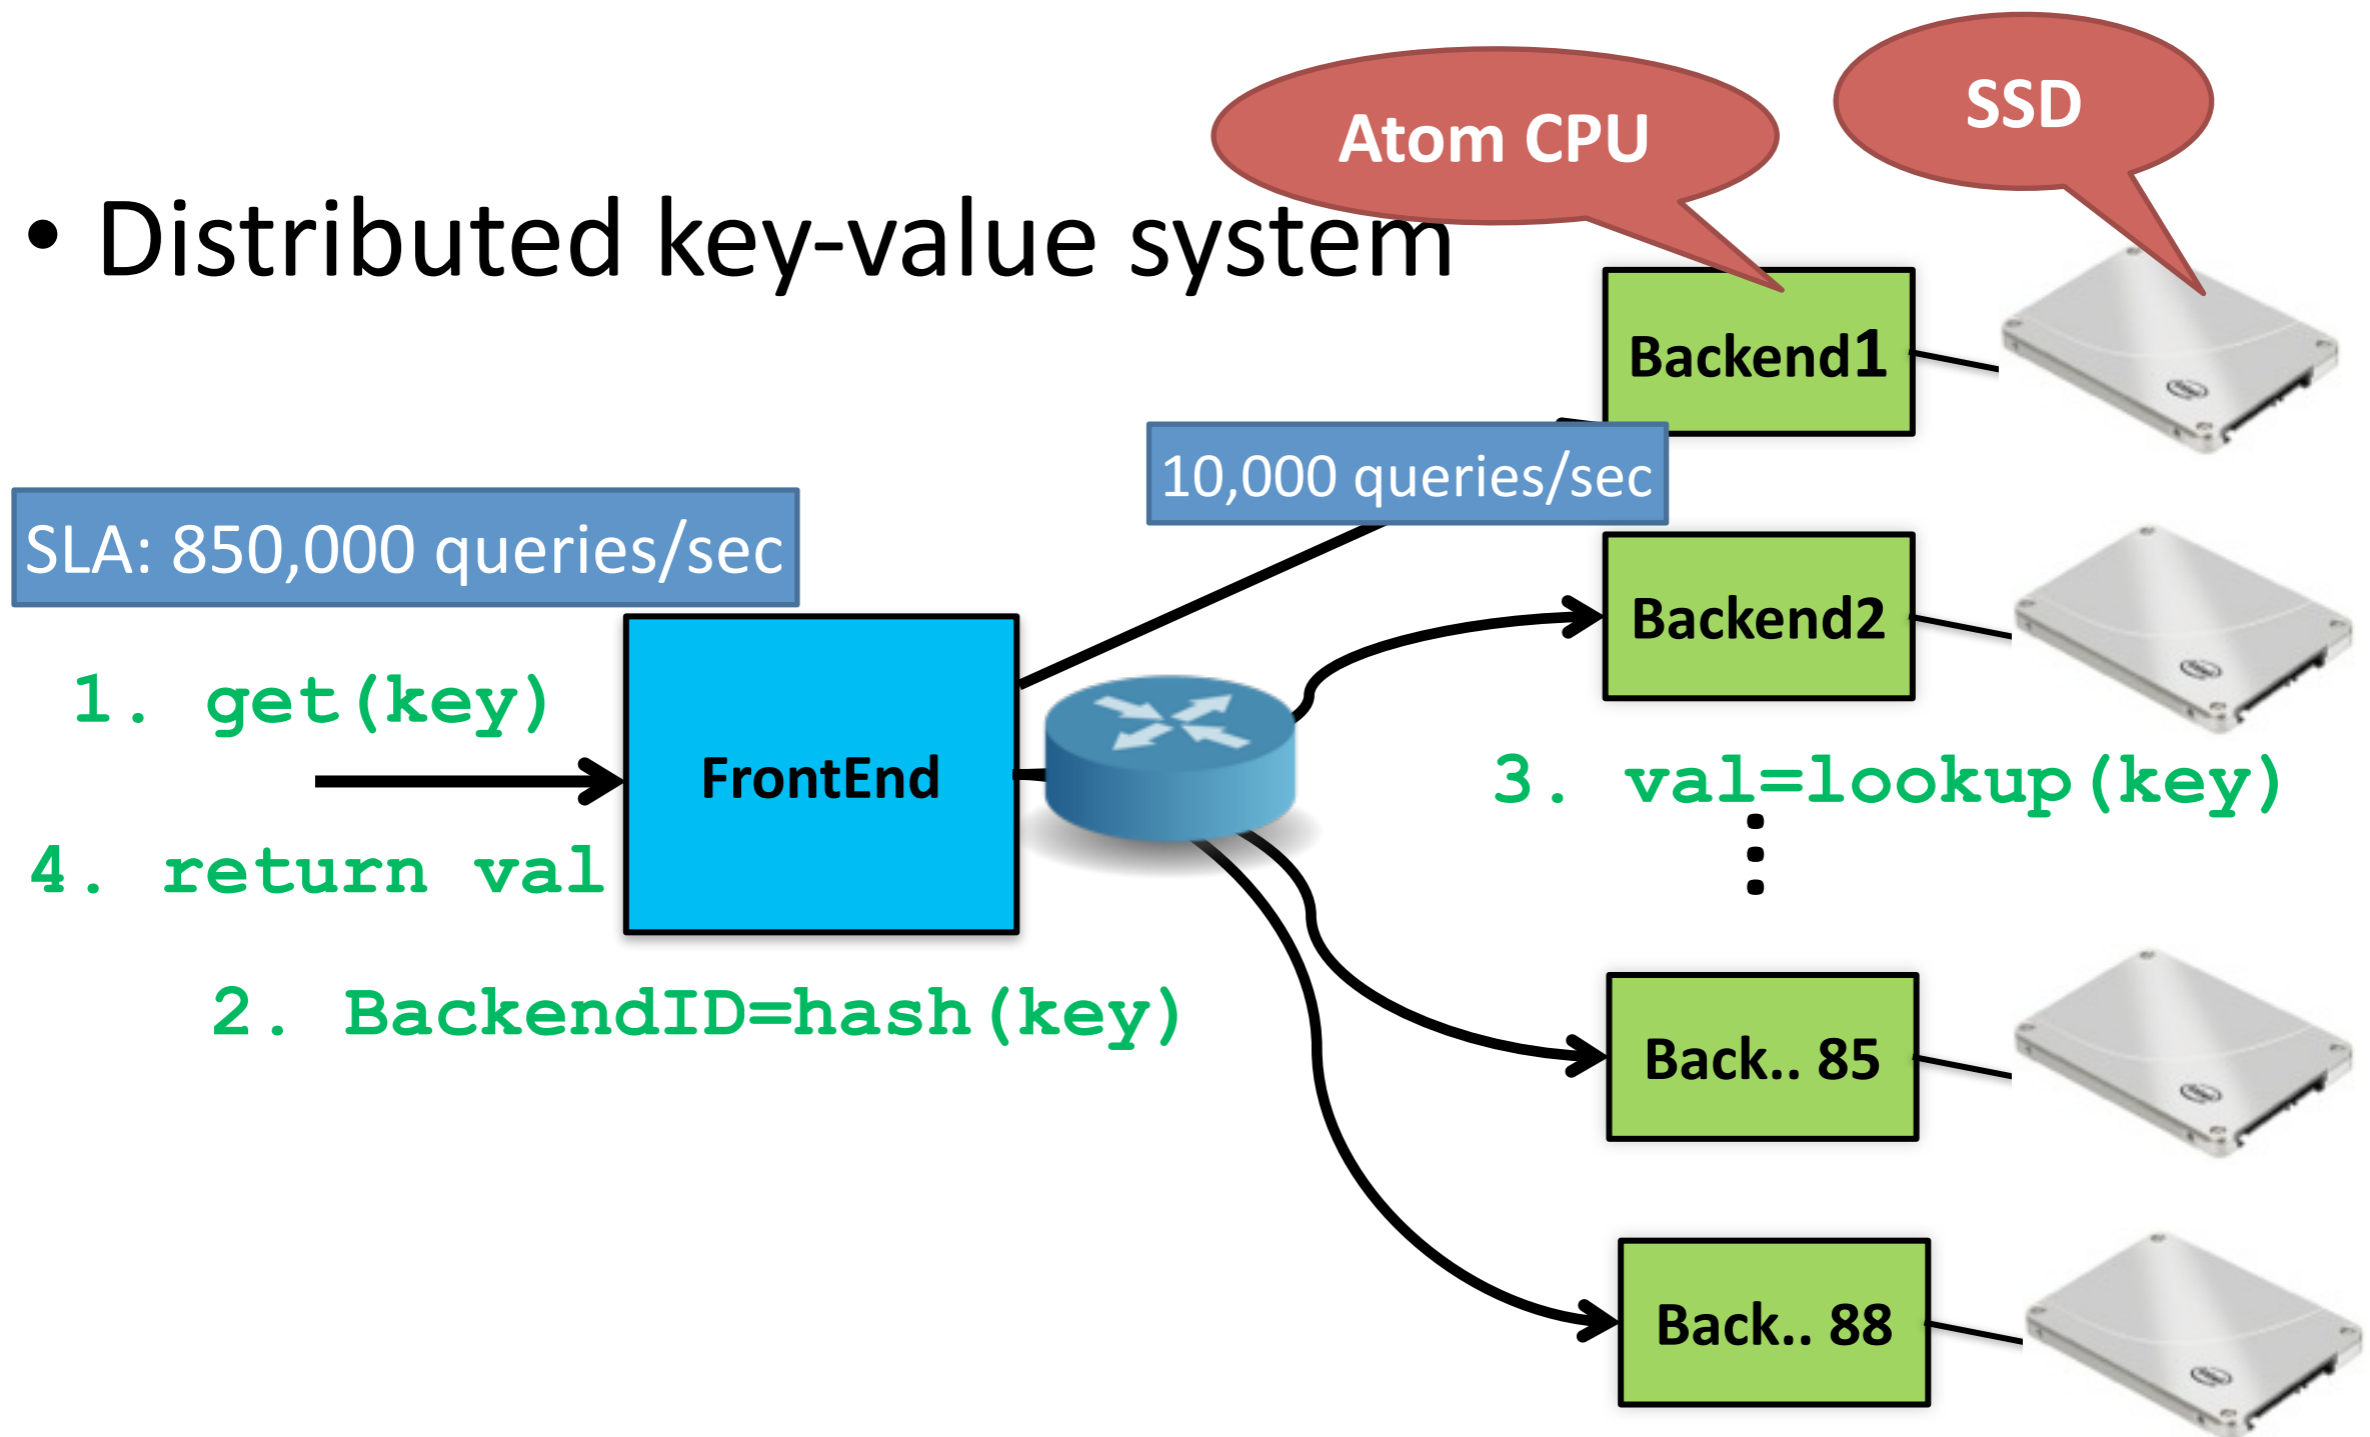 Atom CPU
SSD
• Distributed key-value system
Backend1
10,000 queries/sec
SLA: 850,000 queries/sec
Backend2
1. get(key)
FrontEnd
3. val=lookup(key)
4. return val
2. BackendID=hash(key)
Back.. 85
Back.. 88